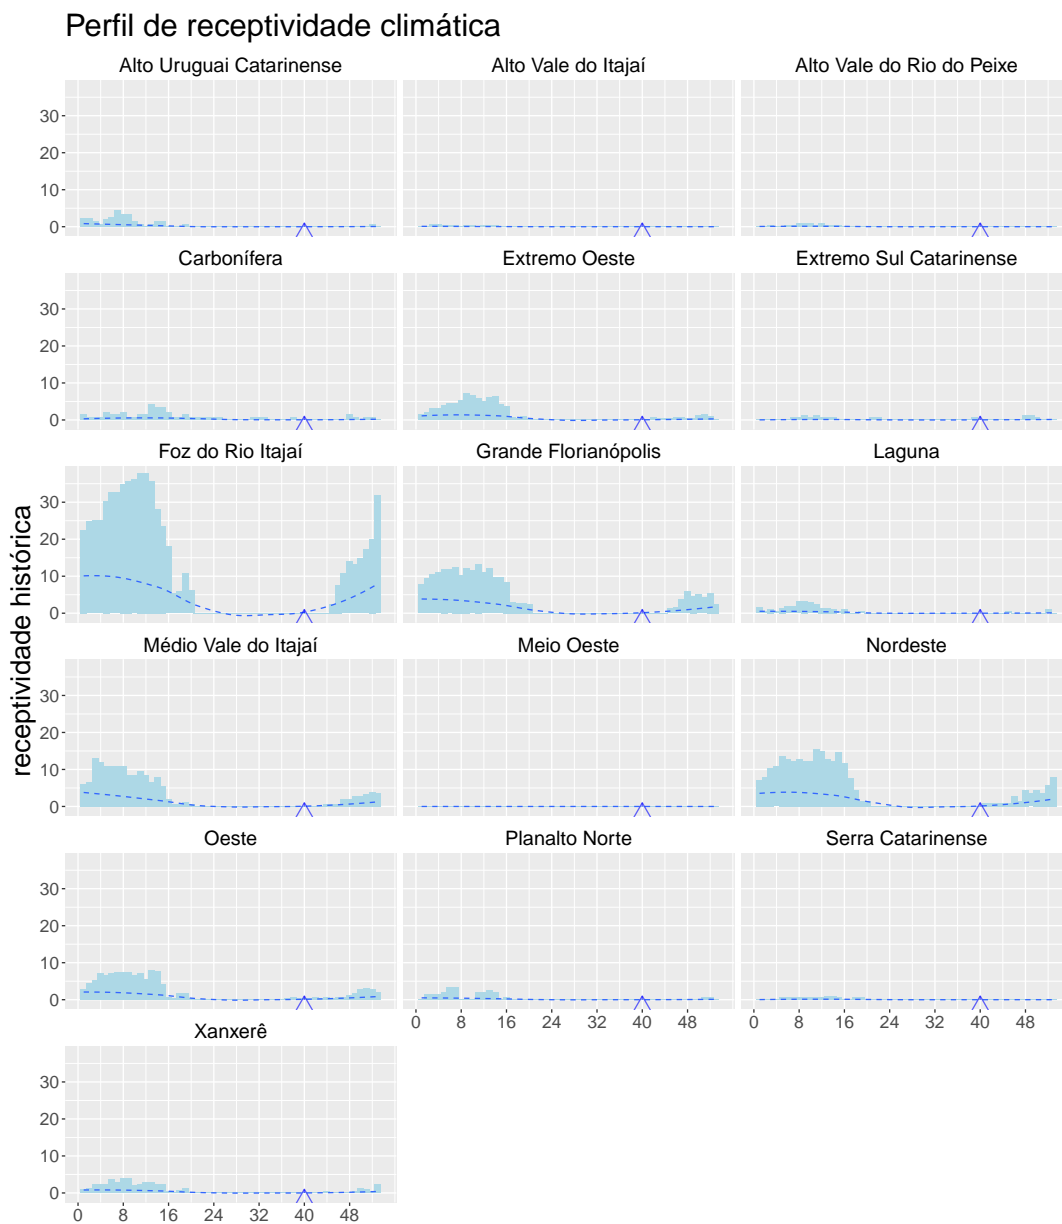 Perfil de receptividade climática
Alto Uruguai Catarinense Alto Vale do Itajaí Alto Vale do Rio do Peixe
30
20
10
0
Carbonífera Extremo Oeste Extremo Sul Catarinense
30
20
10
0
Foz do Rio Itajaí Grande Florianópolis Laguna
30
20
10
0
receptividade histórica
Médio Vale do Itajaí Meio Oeste Nordeste
30
20
10
0
Oeste Planalto Norte Serra Catarinense
30
20
10
0
0 8 16 24 32 40 48 0 8 16 24 32 40 48
Xanxerê
30
20
10
0
0 8 16 24 32 40 48